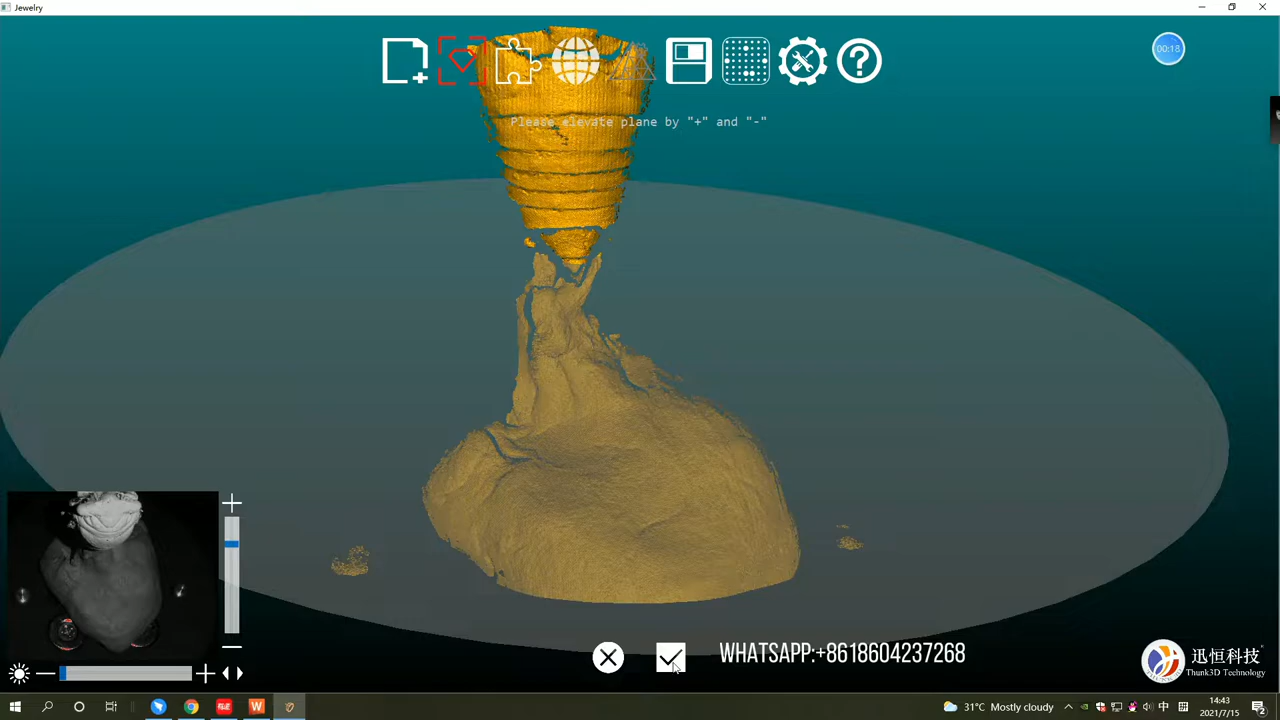 Jewelry
00:18
Please elevate plane by "+" and "-"
WHATSAPP:+8618604237268
迅恒科技
Thunk3D Technology
31°C Mostly cloudy
中
14:43
2021/7/15
2